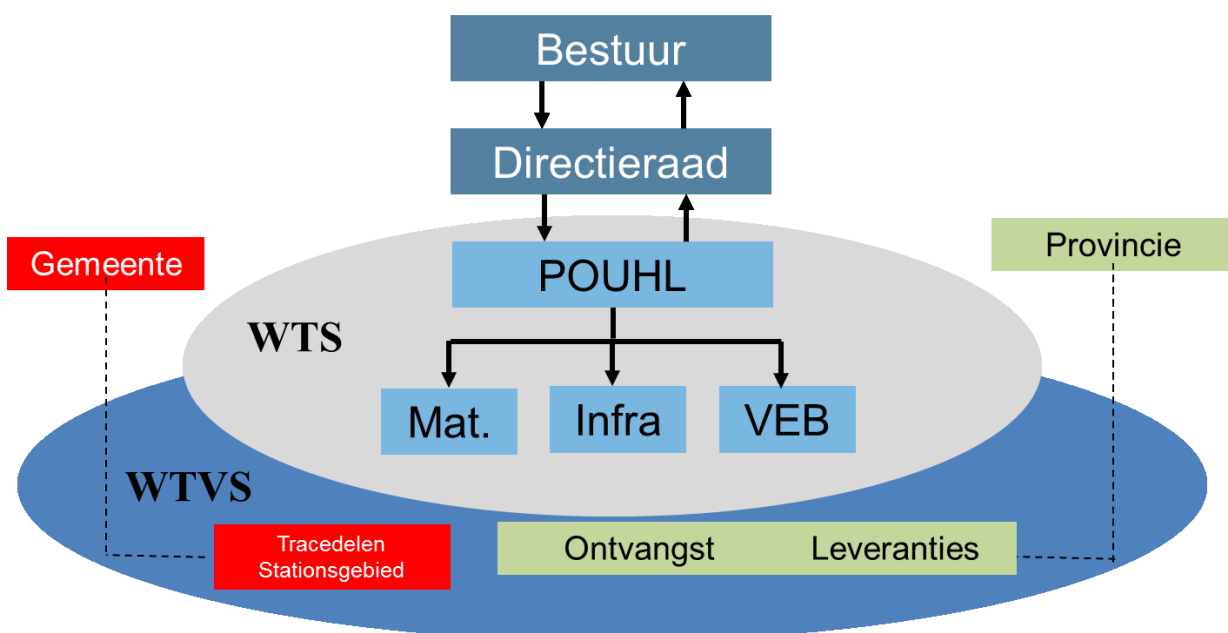 Bestuur
Directieraad
Gemeente
POUHL
Provincie
WTS
Mat.
Infra
VEB
WTVS
Tracedelen
Stationsgebied
Ontvangst
Leveranties